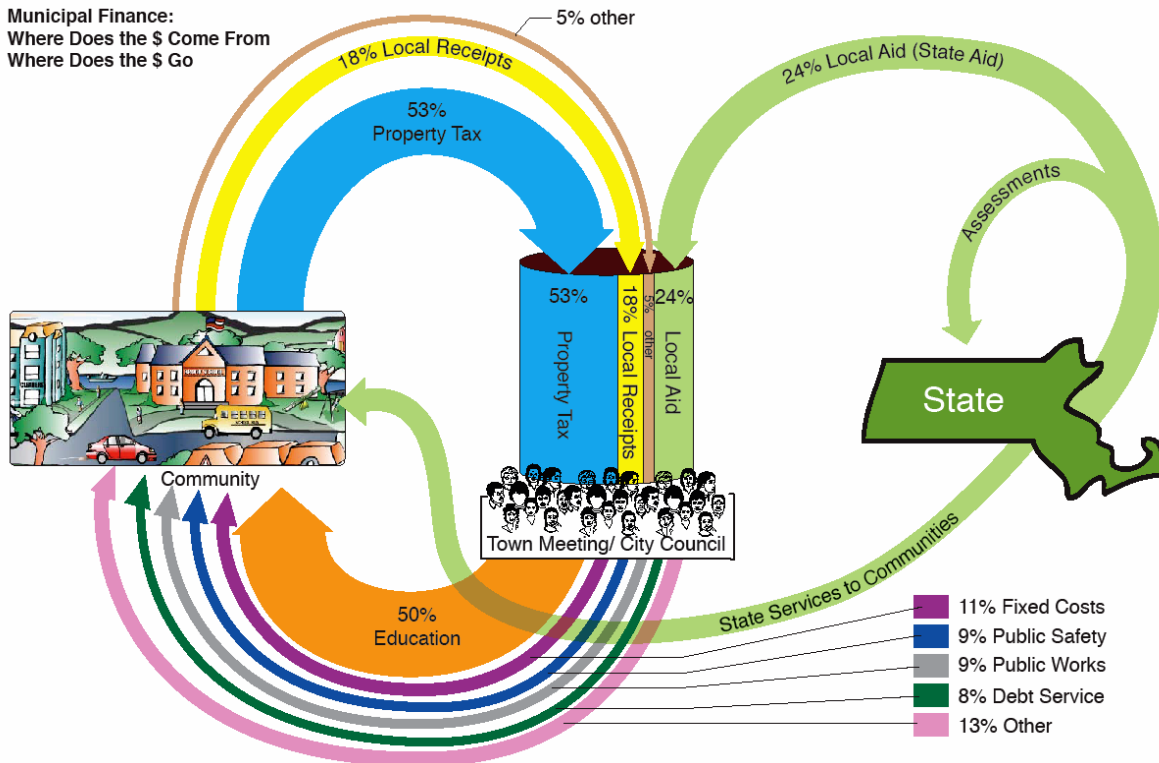 Municipal Finance:
Where Does the $ Come From
Where Does the $ Go
5% other
18% Local Receipts
53%
Property Tax
24% Local Aid (State Aid)
Assessments
53%
Property Tax
18% Local Receipts
5% other
24%
Local Aid
State
SCHOOL BUS
Community
Town Meeting/ City Council
State Services to Communities
50%
Education
11% Fixed Costs
9% Public Safety
9% Public Works
8% Debt Service
13% Other